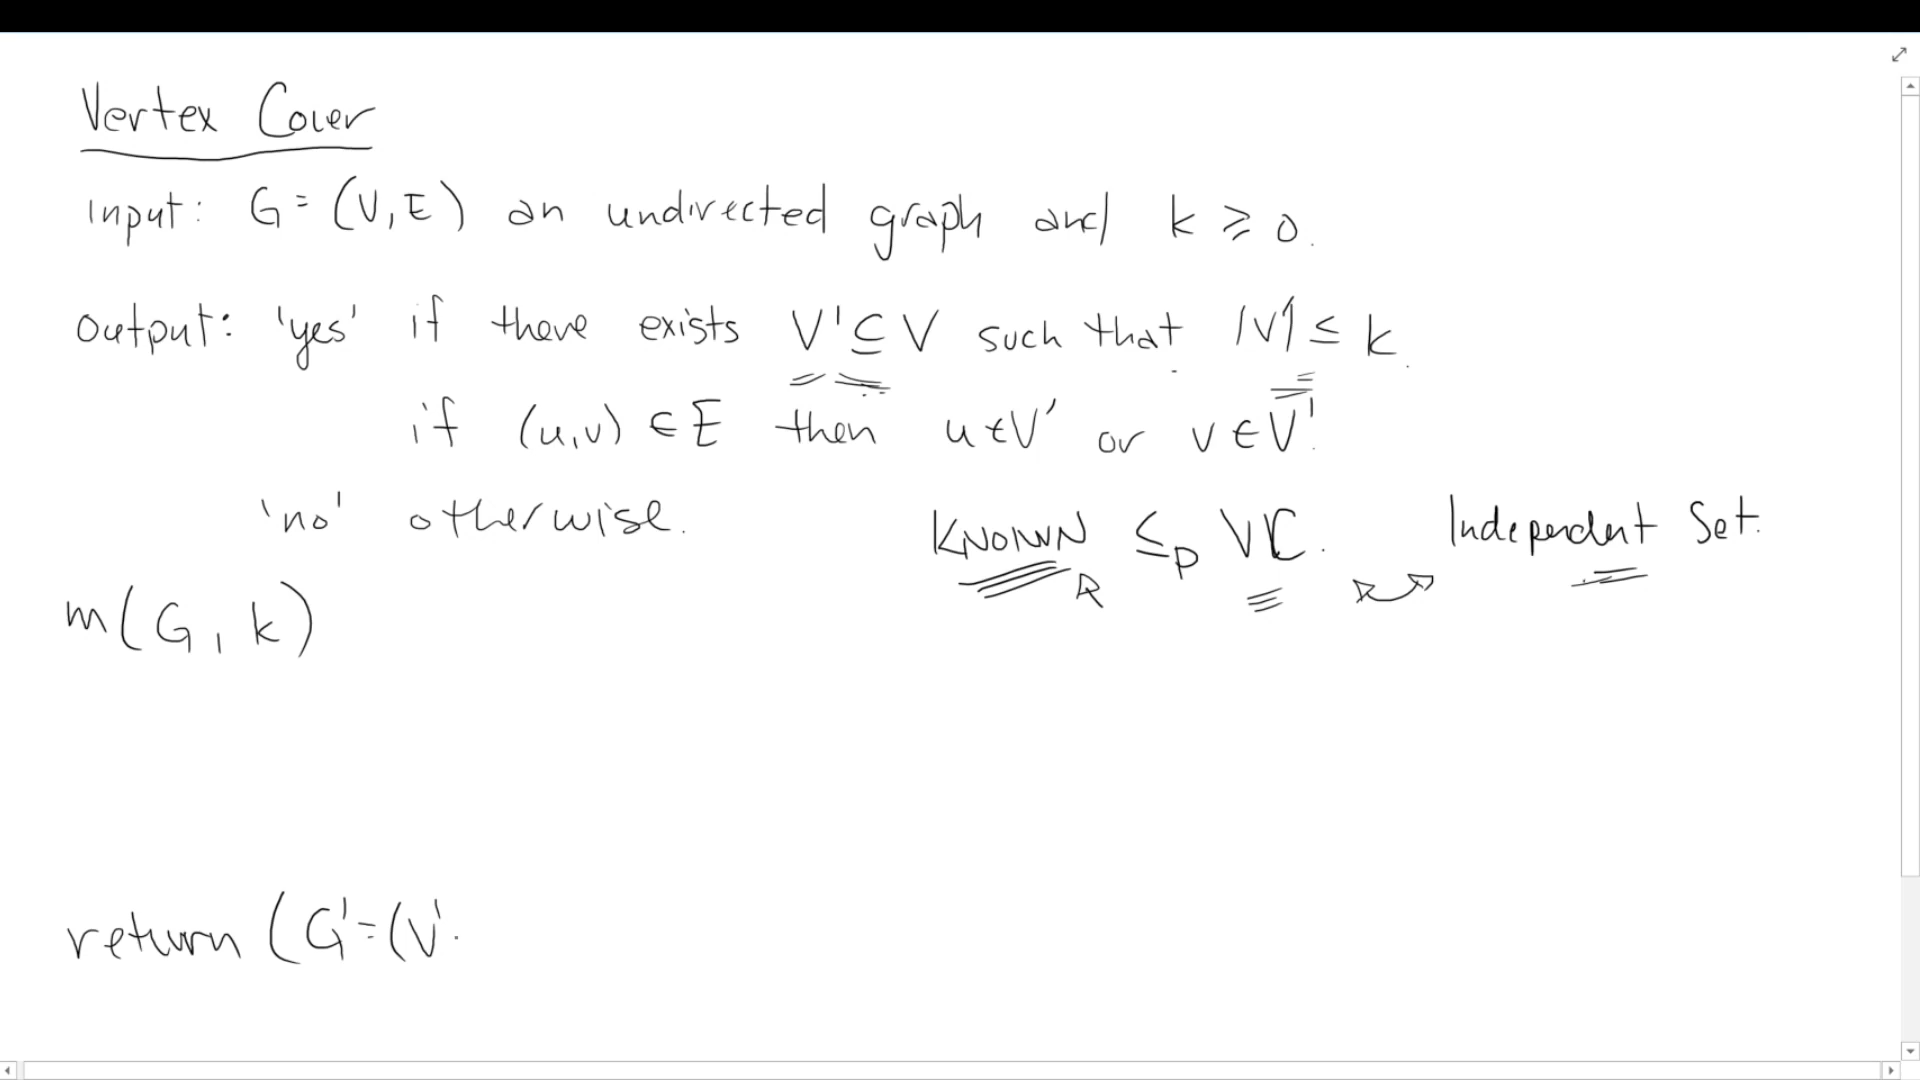 Vertex Cover
input: G = (V, E) an undirected graph and k ≥ 0.
output: 'yes' if there exists V' ⊆ V such that |V'| ≤ k.
if (u,v) ∈ E then u ∈ V' or v ∈ V'.
'no' otherwise.
KNOWN ≤p VC.
Independent Set.
m(G, k)
return (G' = (V'